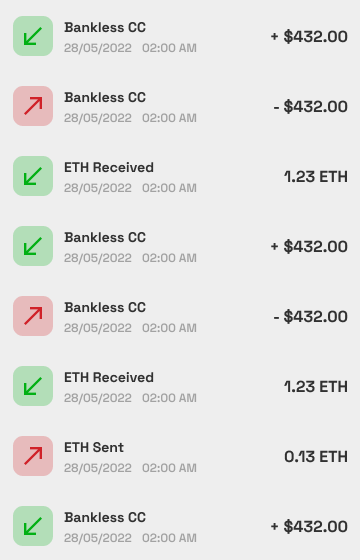 Bankless CC
+ $432.00
28/05/2022 02:00 AM
Bankless CC
- $432.00
28/05/2022 02:00 AM
ETH Received
1.23 ETH
28/05/2022 02:00 AM
Bankless CC
+ $432.00
28/05/2022 02:00 AM
Bankless CC
- $432.00
28/05/2022 02:00 AM
ETH Received
1.23 ETH
28/05/2022 02:00 AM
ETH Sent
0.13 ETH
28/05/2022 02:00 AM
Bankless CC
+ $432.00
28/05/2022 02:00 AM